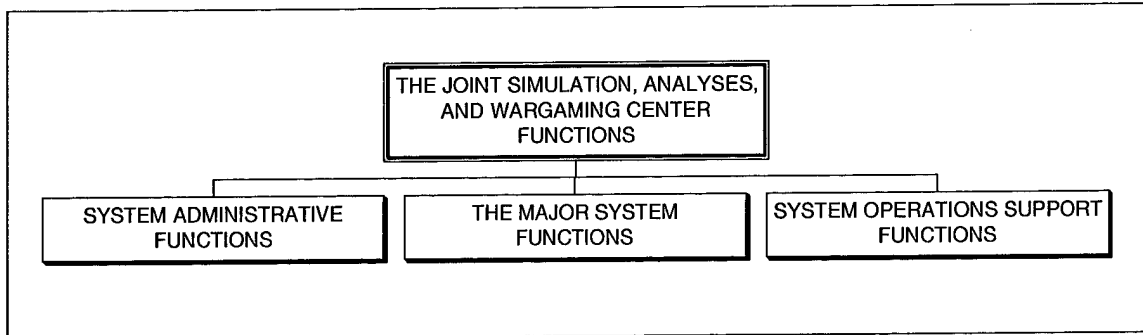 THE JOINT SIMULATION, ANALYSES,
AND WARGAMING CENTER
FUNCTIONS
SYSTEM ADMINISTRATIVE
FUNCTIONS
THE MAJOR SYSTEM
FUNCTIONS
SYSTEM OPERATIONS SUPPORT
FUNCTIONS